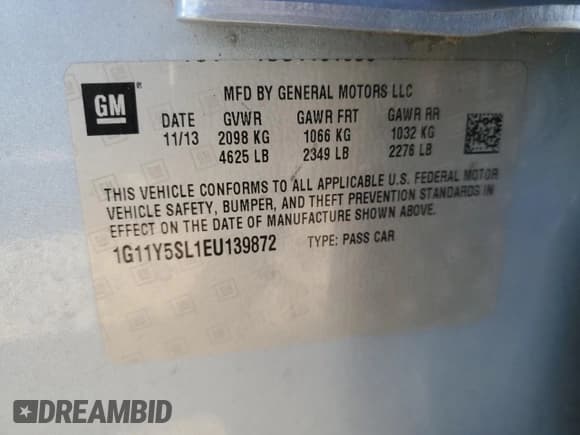 GM
MFD BY GENERAL MOTORS LLC
DATE GVWR GAWR FRT GAWR RR
11/13 2098 KG 1066 KG 1032 KG
4625 LB 2349 LB 2276 LB
THIS VEHICLE CONFORMS TO ALL APPLICABLE U.S. FEDERAL MOTOR
VEHICLE SAFETY, BUMPER, AND THEFT PREVENTION STANDARDS IN
EFFECT ON THE DATE OF MANUFACTURE SHOWN ABOVE.
1G11Y5SL1EU139872 TYPE: PASS CAR
DREAMBID